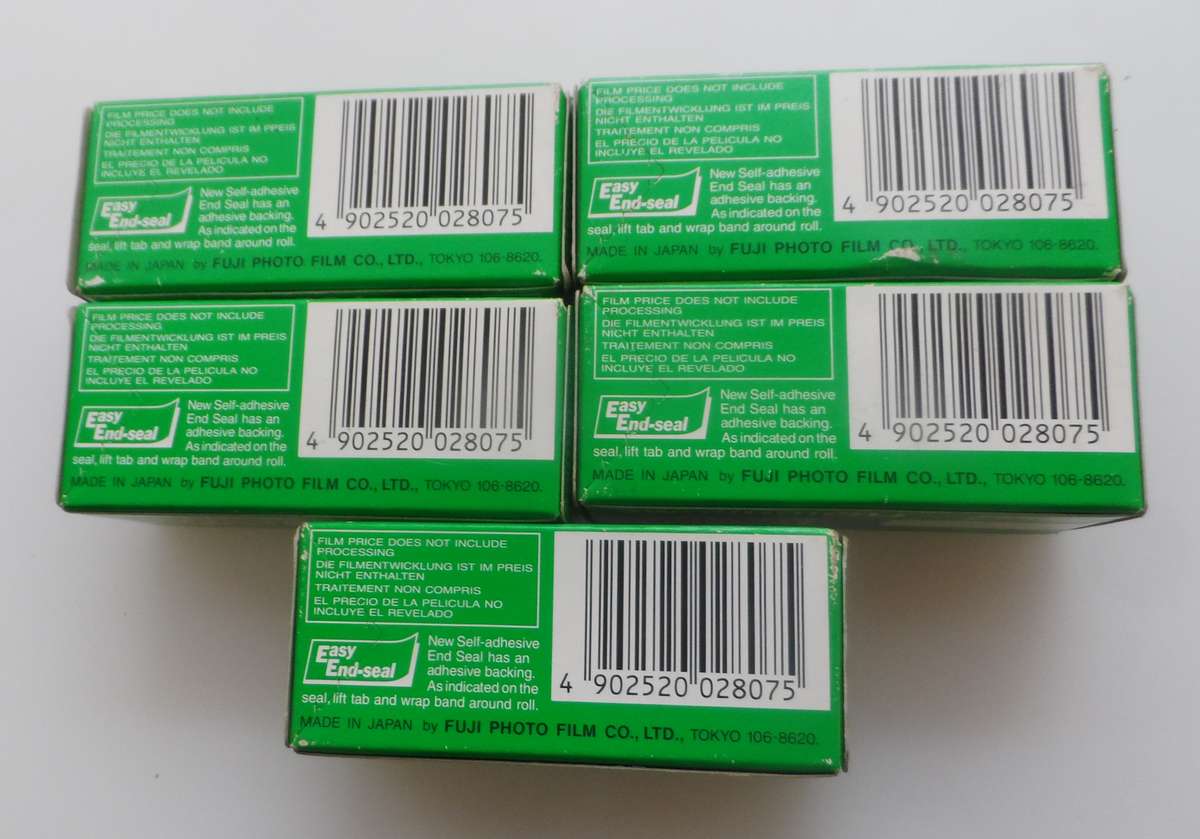 FILM PRICE DOES NOT INCLUDE
PROCESSING
DIE FILMENTWICKLUNG IST IM PREIS
NICHT ENTHALTEN
TRAITEMENT NON COMPRIS
EL PRECIO DE LA PELICULA NO
INCLUYE EL REVELADO
Easy
End-seal
New Self-adhesive
End Seal has an
adhesive backing.
As indicated on the
seal, lift tab and wrap band around roll.
MADE IN JAPAN by FUJI PHOTO FILM CO., LTD., TOKYO 106-8620.
4 902520 028075
FILM PRICE DOES NOT INCLUDE
PROCESSING
DIE FILMENTWICKLUNG IST IM PREIS
NICHT ENTHALTEN
TRAITEMENT NON COMPRIS
EL PRECIO DE LA PELICULA NO
INCLUYE EL REVELADO
Easy
End-seal
New Self-adhesive
End Seal has an
adhesive backing.
As indicated on the
seal, lift tab and wrap band around roll.
MADE IN JAPAN by FUJI PHOTO FILM CO., LTD., TOKYO 106-8620.
4 902520 028075
FILM PRICE DOES NOT INCLUDE
PROCESSING
DIE FILMENTWICKLUNG IST IM PREIS
NICHT ENTHALTEN
TRAITEMENT NON COMPRIS
EL PRECIO DE LA PELICULA NO
INCLUYE EL REVELADO
Easy
End-seal
New Self-adhesive
End Seal has an
adhesive backing.
As indicated on the
seal, lift tab and wrap band around roll.
MADE IN JAPAN by FUJI PHOTO FILM CO., LTD., TOKYO 106-8620.
4 902520 028075
FILM PRICE DOES NOT INCLUDE
PROCESSING
DIE FILMENTWICKLUNG IST IM PREIS
NICHT ENTHALTEN
TRAITEMENT NON COMPRIS
EL PRECIO DE LA PELICULA NO
INCLUYE EL REVELADO
Easy
End-seal
New Self-adhesive
End Seal has an
adhesive backing.
As indicated on the
seal, lift tab and wrap band around roll.
MADE IN JAPAN by FUJI PHOTO FILM CO., LTD., TOKYO 106-8620.
4 902520 028075
FILM PRICE DOES NOT INCLUDE
PROCESSING
DIE FILMENTWICKLUNG IST IM PREIS
NICHT ENTHALTEN
TRAITEMENT NON COMPRIS
EL PRECIO DE LA PELICULA NO
INCLUYE EL REVELADO
Easy
End-seal
New Self-adhesive
End Seal has an
adhesive backing.
As indicated on the
seal, lift tab and wrap band around roll.
MADE IN JAPAN by FUJI PHOTO FILM CO., LTD., TOKYO 106-8620.
4 902520 028075